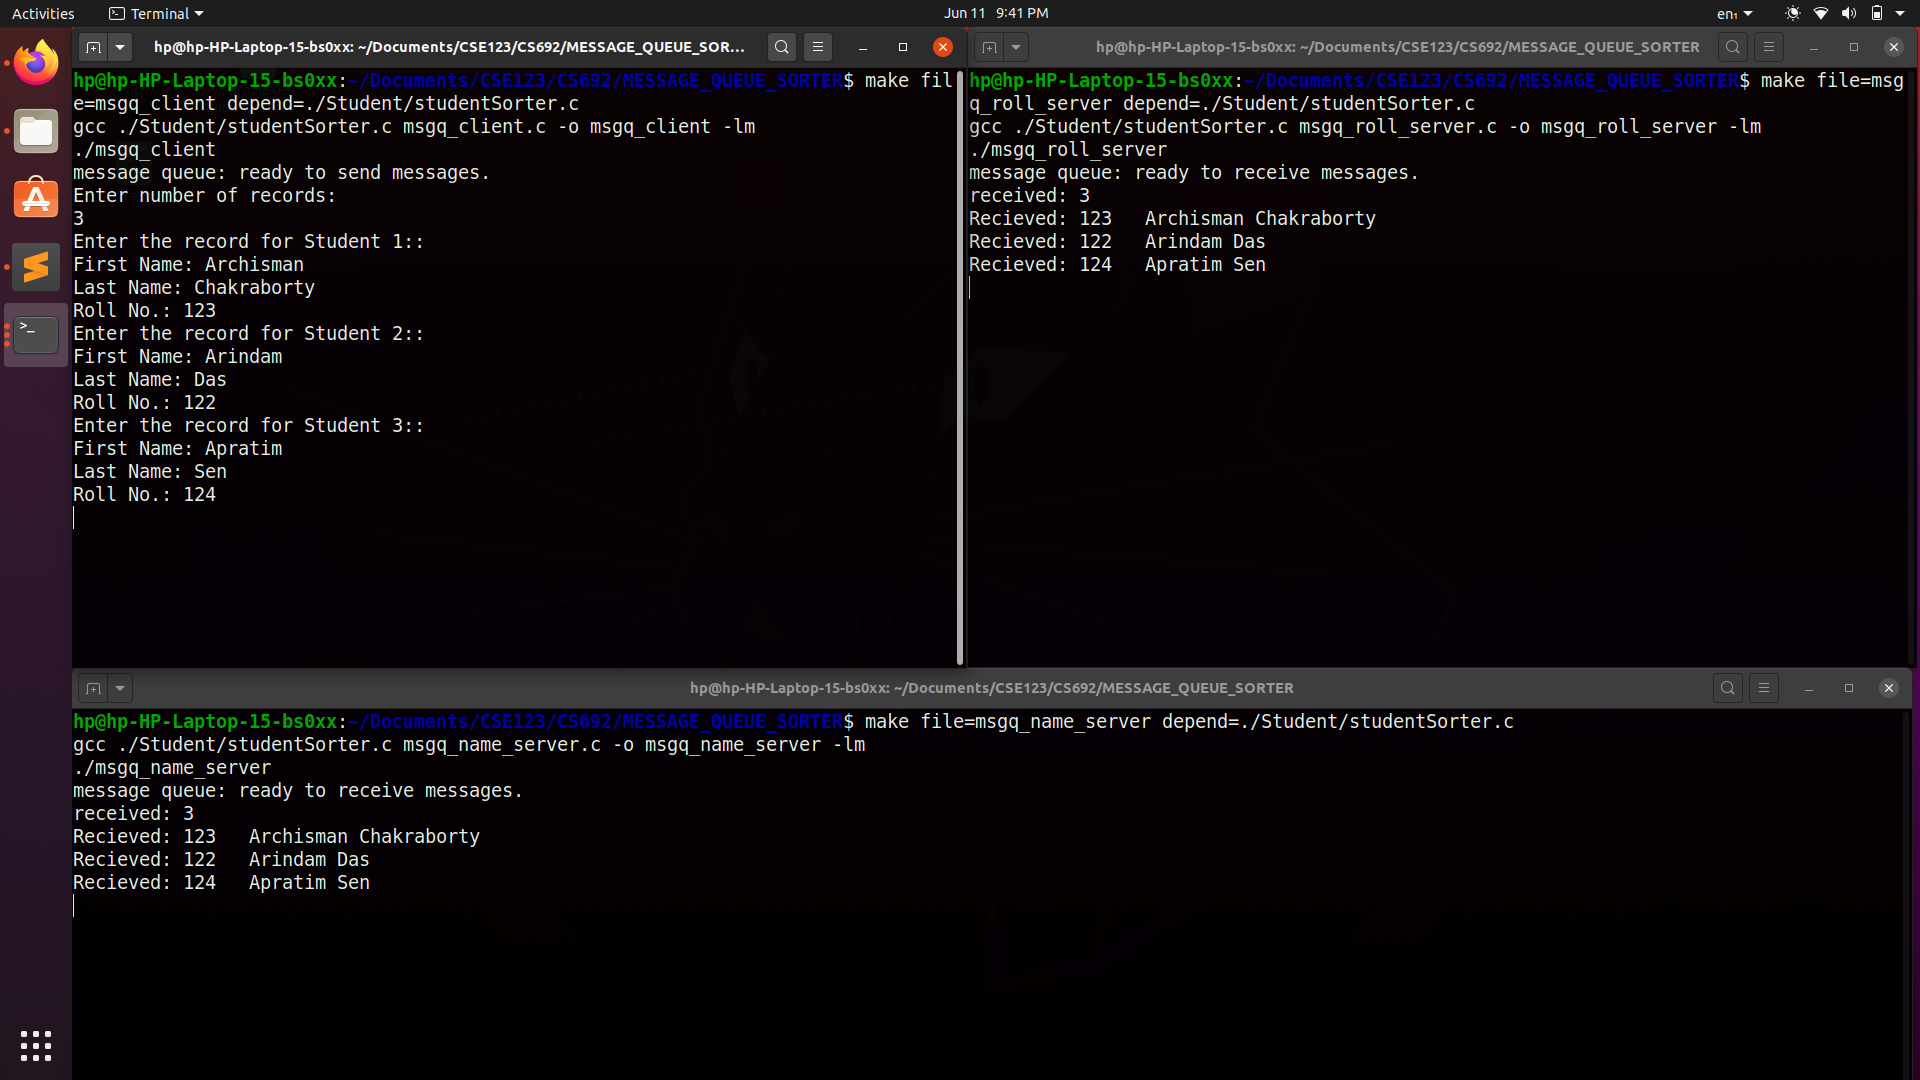 Activities Terminal Jun 11 9:41 PM en₁
hp@hp-HP-Laptop-15-bs0xx: ~/Documents/CSE123/CS692/MESSAGE_QUEUE_SOR...
hp@hp-HP-Laptop-15-bs0xx:~/Documents/CSE123/CS692/MESSAGE_QUEUE_SORTER$ make fil
e=msgq_client depend=./Student/studentSorter.c
gcc ./Student/studentSorter.c msgq_client.c -o msgq_client -lm
./msgq_client
message queue: ready to send messages.
Enter number of records:
3
Enter the record for Student 1::
First Name: Archisman
Last Name: Chakraborty
Roll No.: 123
Enter the record for Student 2::
First Name: Arindam
Last Name: Das
Roll No.: 122
Enter the record for Student 3::
First Name: Apratim
Last Name: Sen
Roll No.: 124
hp@hp-HP-Laptop-15-bs0xx: ~/Documents/CSE123/CS692/MESSAGE_QUEUE_SORTER
hp@hp-HP-Laptop-15-bs0xx:~/Documents/CSE123/CS692/MESSAGE_QUEUE_SORTER$ make file=msg
q_roll_server depend=./Student/studentSorter.c
gcc ./Student/studentSorter.c msgq_roll_server.c -o msgq_roll_server -lm
./msgq_roll_server
message queue: ready to receive messages.
received: 3
Recieved: 123 Archisman Chakraborty
Recieved: 122 Arindam Das
Recieved: 124 Apratim Sen
hp@hp-HP-Laptop-15-bs0xx: ~/Documents/CSE123/CS692/MESSAGE_QUEUE_SORTER
hp@hp-HP-Laptop-15-bs0xx:~/Documents/CSE123/CS692/MESSAGE_QUEUE_SORTER$ make file=msgq_name_server depend=./Student/studentSorter.c
gcc ./Student/studentSorter.c msgq_name_server.c -o msgq_name_server -lm
./msgq_name_server
message queue: ready to receive messages.
received: 3
Recieved: 123 Archisman Chakraborty
Recieved: 122 Arindam Das
Recieved: 124 Apratim Sen